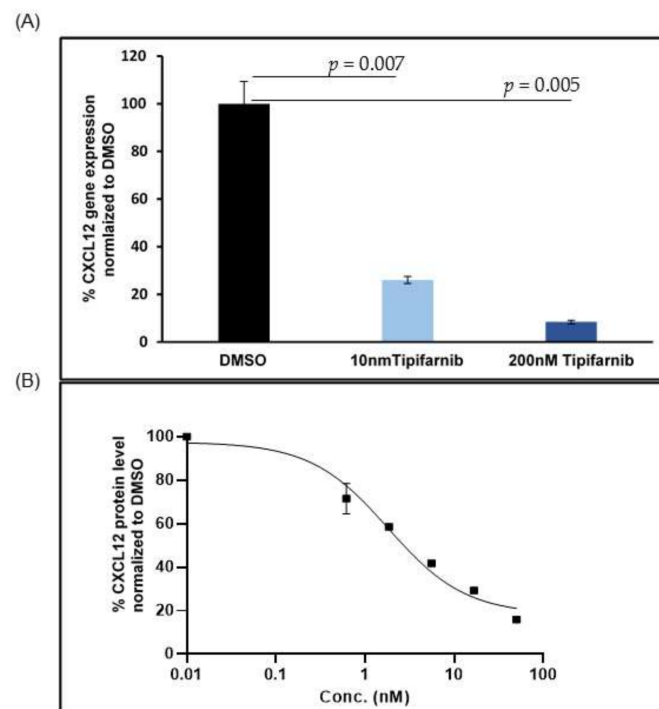 (A)
120
100
80
60
40
20
0
% CXCL12 gene expression
normlaized to DMSO
p = 0.007
p = 0.005
DMSO
10nmTipifarnib
200nM Tipifarnib
(B)
100
80
60
40
20
0
% CXCL12 protein level
normalized to DMSO
0.01
0.1
1
10
100
Conc. (nM)